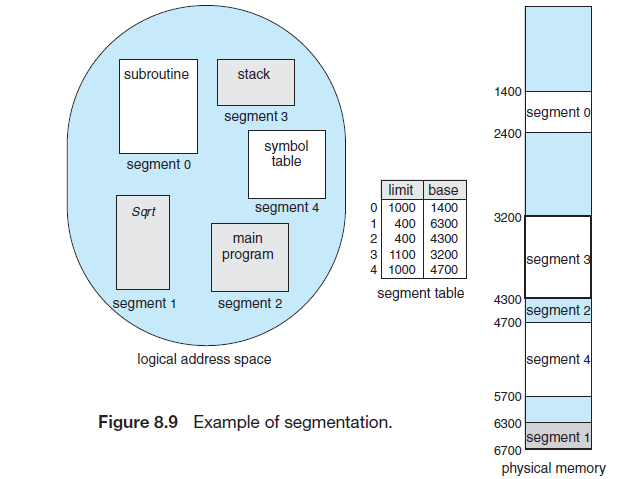 subroutine
segment 0
stack
segment 3
symbol
table
segment 4
Sqrt
segment 1
main
program
segment 2
logical address space
limit base
0 1000 1400
1 400 6300
2 400 4300
3 1100 3200
4 1000 4700
segment table
1400
segment 0
2400
3200
segment 3
4300
segment 2
4700
segment 4
5700
6300
segment 1
6700
physical memory
Figure 8.9 Example of segmentation.